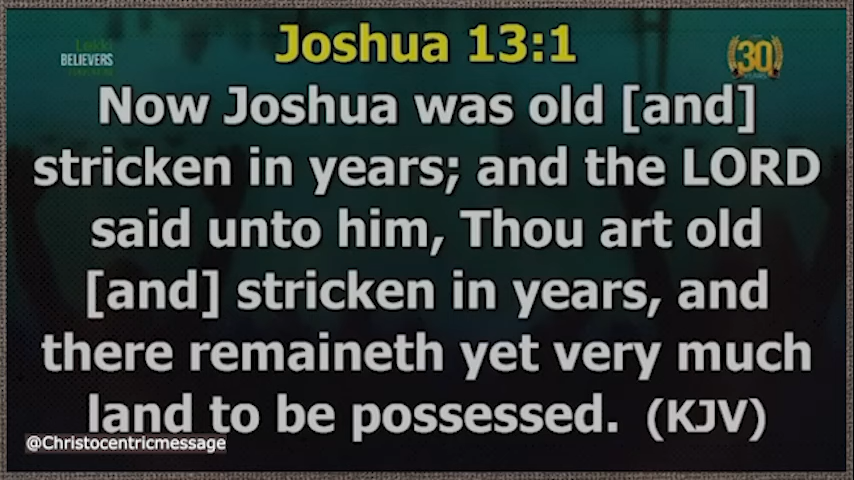 Joshua 13:1
BELIEVERS
30
YEARS
Now Joshua was old [and]
stricken in years; and the LORD
said unto him, Thou art old
[and] stricken in years, and
there remaineth yet very much
land to be possessed. (KJV)
@Christocentricmessage